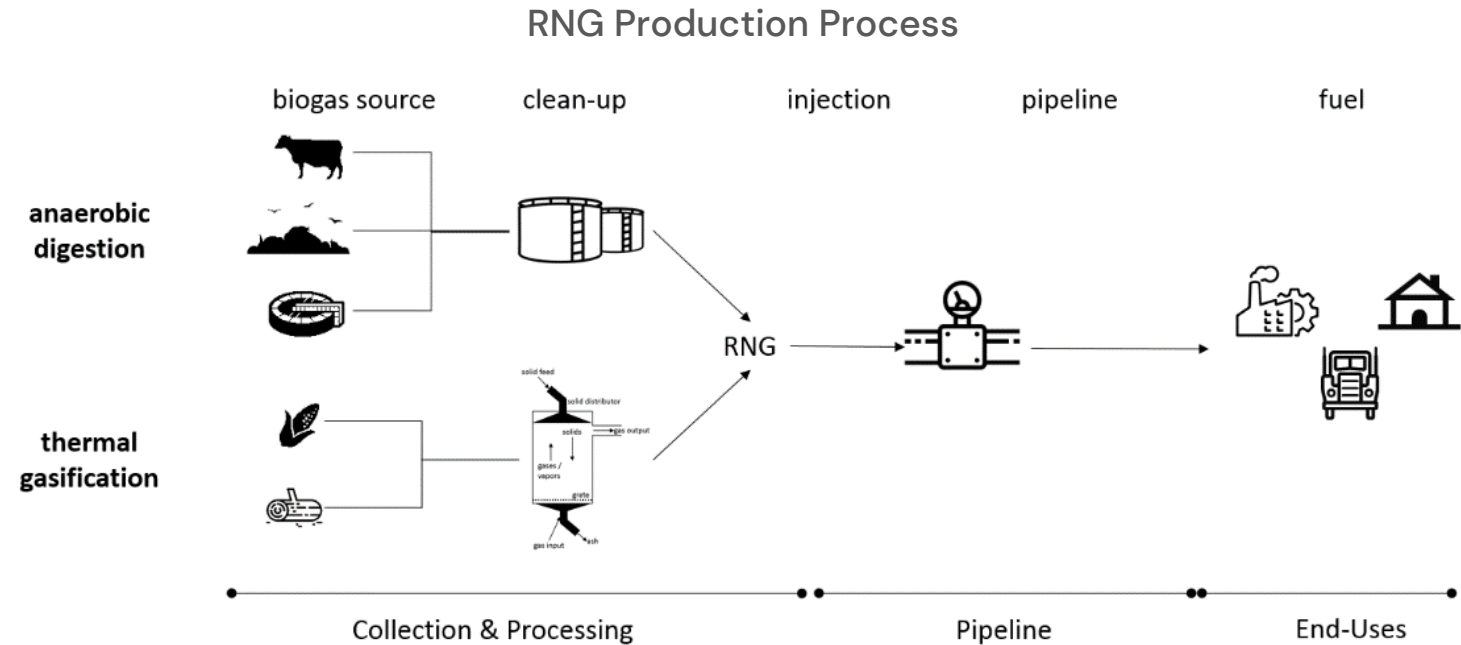 RNG Production Process
biogas source
clean-up
injection
pipeline
fuel
anaerobic
digestion
RNG
solid feed
solid distributor
solids
gas output
gases /
vapors
grate
gas input
ash
thermal
gasification
Collection & Processing
Pipeline
End-Uses